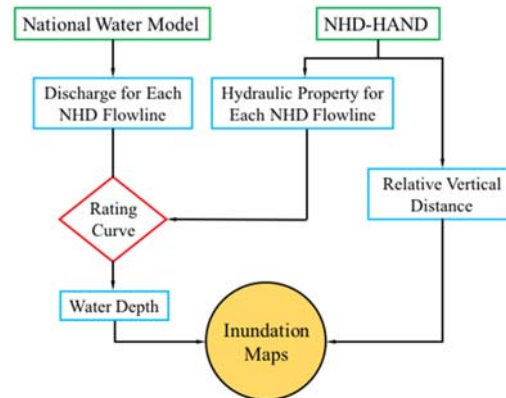 National Water Model
NHD-HAND
Discharge for Each
NHD Flowline
Hydraulic Property for
Each NHD Flowline
Relative Vertical
Distance
Rating
Curve
Water Depth
Inundation
Maps